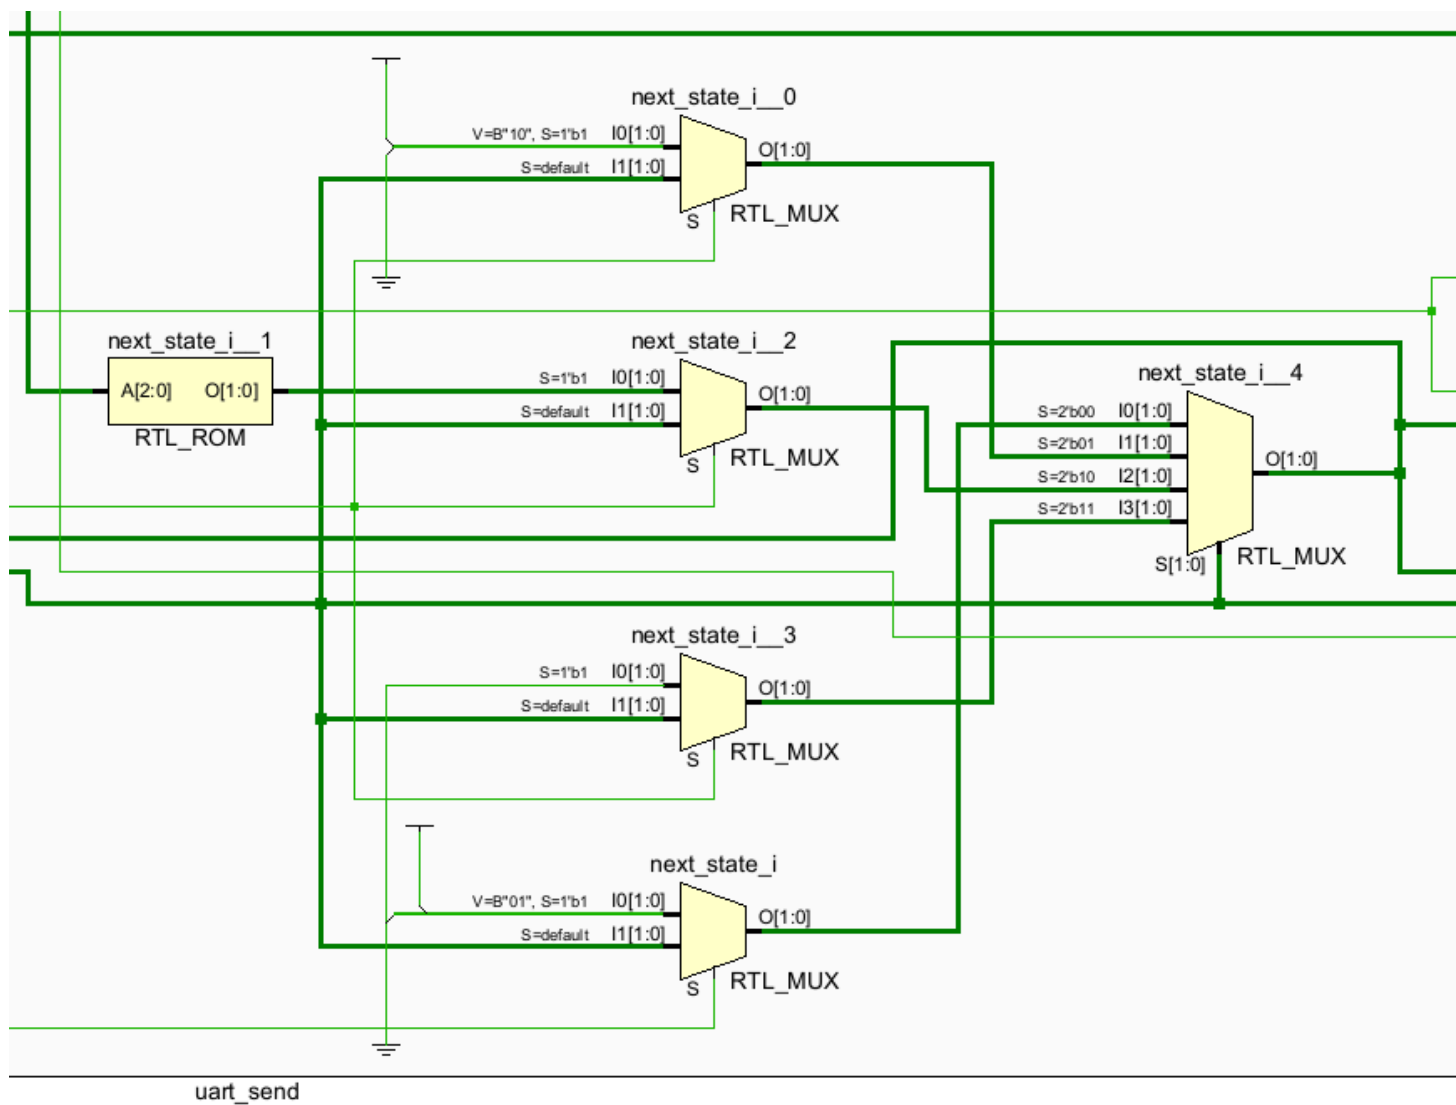 next_state_i__0
V=B"10", S=1'b1 I0[1:0]
S=default I1[1:0]
O[1:0]
S
RTL_MUX
next_state_i__1
A[2:0] O[1:0]
RTL_ROM
next_state_i__2
S=1'b1 I0[1:0]
S=default I1[1:0]
O[1:0]
S
RTL_MUX
next_state_i__4
S=2'b00 I0[1:0]
S=2'b01 I1[1:0]
S=2'b10 I2[1:0]
S=2'b11 I3[1:0]
O[1:0]
S[1:0]
RTL_MUX
next_state_i__3
S=1'b1 I0[1:0]
S=default I1[1:0]
O[1:0]
S
RTL_MUX
next_state_i
V=B"01", S=1'b1 I0[1:0]
S=default I1[1:0]
O[1:0]
S
RTL_MUX
uart_send